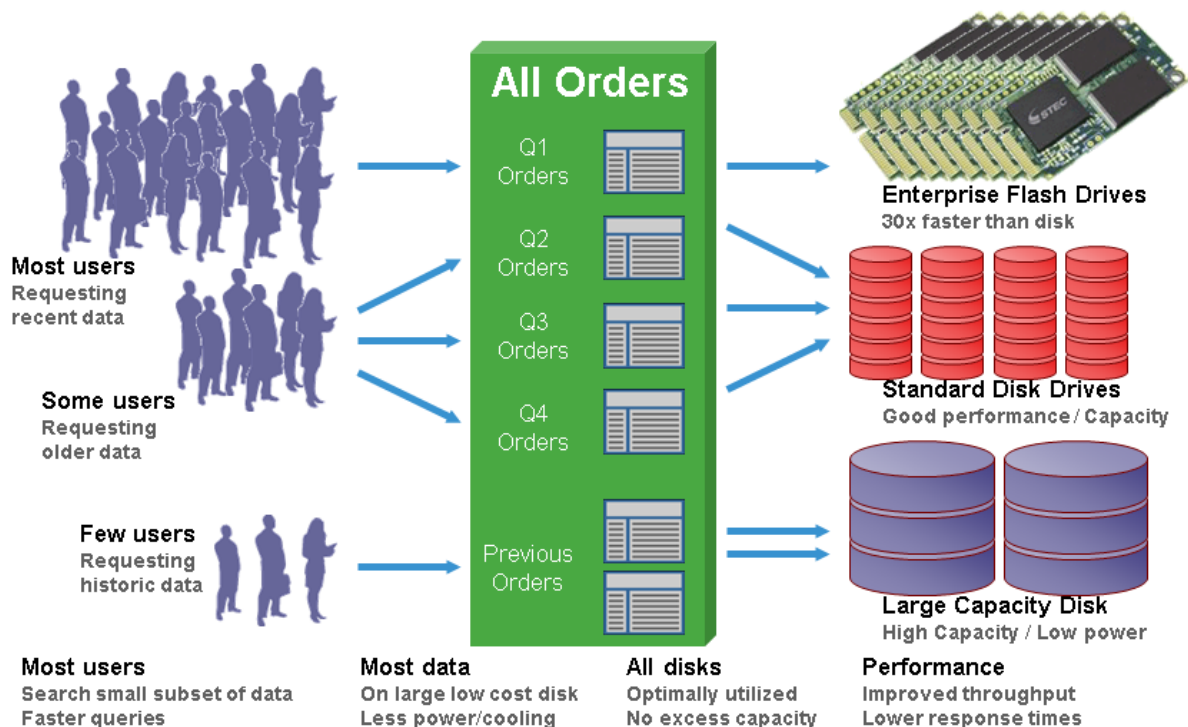 All Orders
Q1
Orders
Q2
Orders
Q3
Orders
Q4
Orders
Previous
Orders
Most users
Requesting
recent data
Some users
Requesting
older data
Few users
Requesting
historic data
STEC
Enterprise Flash Drives
30x faster than disk
Standard Disk Drives
Good performance / Capacity
Large Capacity Disk
High Capacity / Low power
Most users
Search small subset of data
Faster queries
Most data
On large low cost disk
Less power/cooling
All disks
Optimally utilized
No excess capacity
Performance
Improved throughput
Lower response times